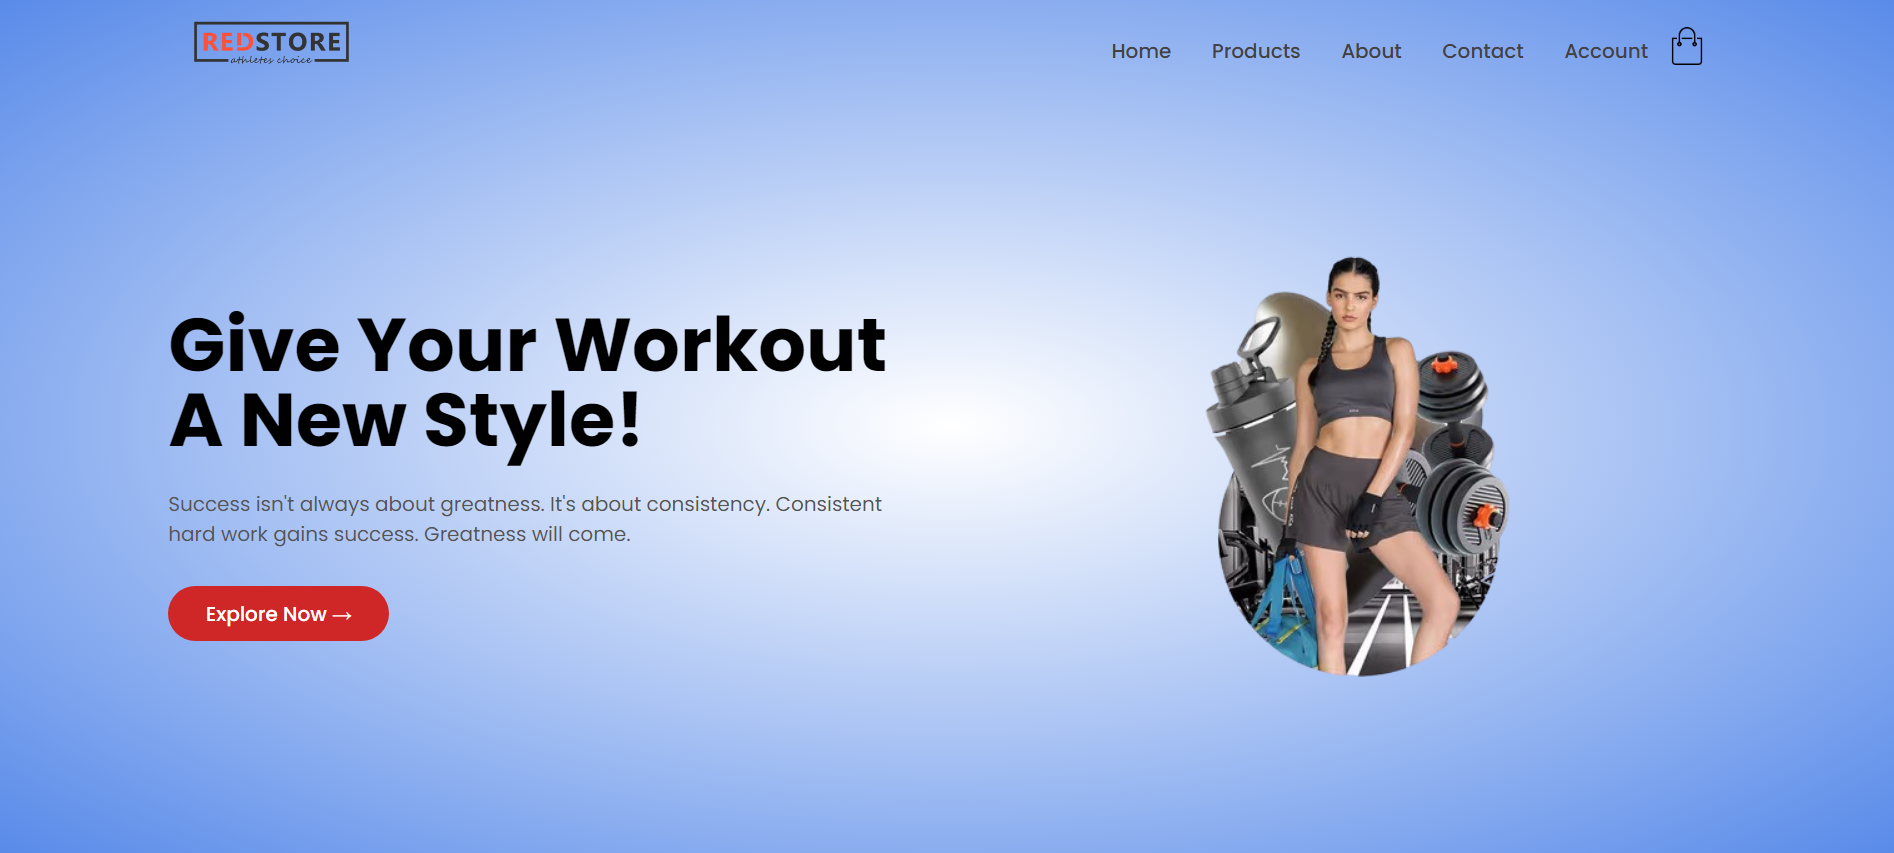 REDSTORE
athletes choice
Home Products About Contact Account
Give Your Workout
A New Style!
Success isn't always about greatness. It's about consistency. Consistent
hard work gains success. Greatness will come.
Explore Now →